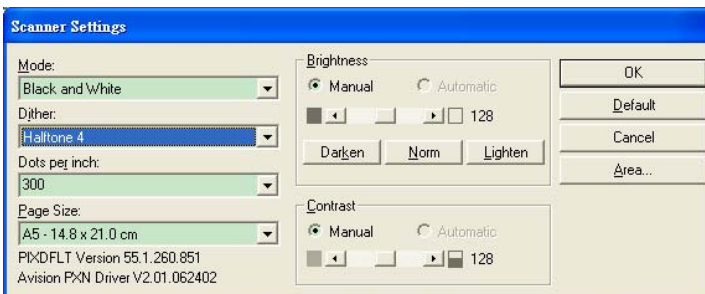 Scanner Settings
Mode:
Black and White
Dither:
Halftone 4
Dots per inch:
300
Page Size:
A5 - 14.8 x 21.0 cm
PIXDFLT Version 55.1.260.851
Avision PXN Driver V2.01.062402
Brightness
Manual Automatic
128
Darken Norm Lighten
Contrast
Manual Automatic
128
OK
Default
Cancel
Area...